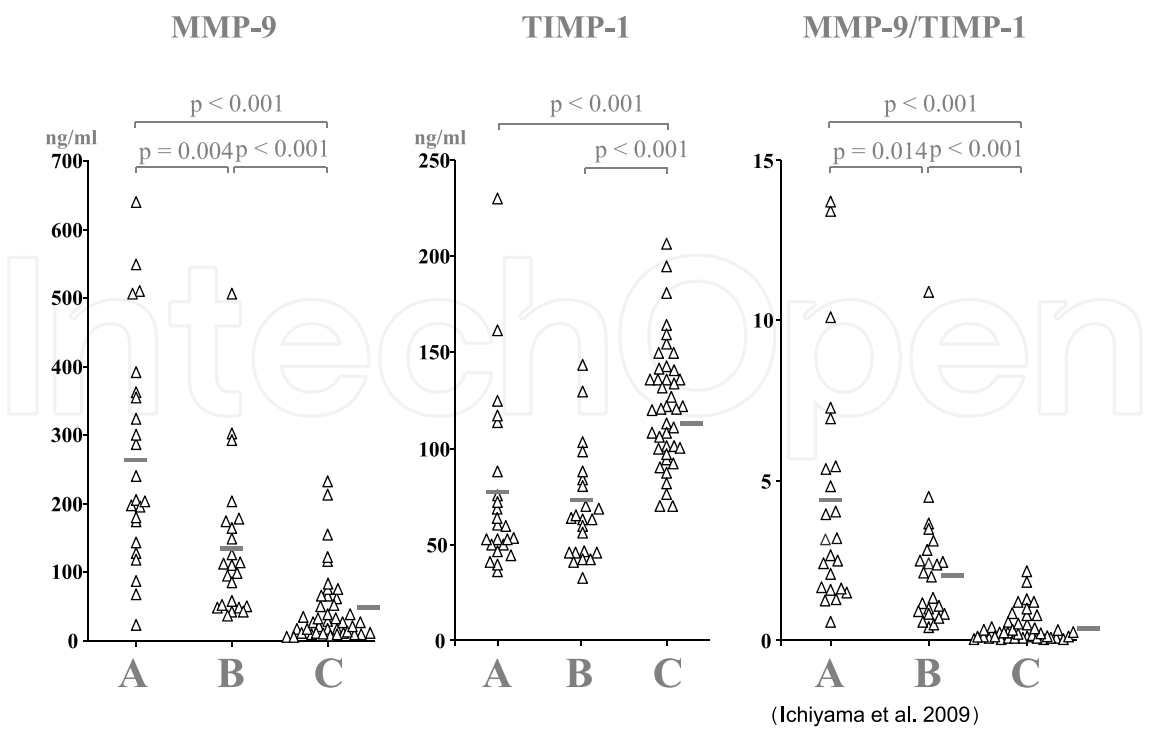 MMP-9 TIMP-1 MMP-9/TIMP-1
p < 0.001 p < 0.001 p < 0.001
ng/ml ng/ml
p = 0.004 p < 0.001 p < 0.001 p = 0.014 p < 0.001
700 250 15
600
200
500
10
400 150
300
100
200 5
50
100
0 0 0
A B C A B C A B C
(Ichiyama et al. 2009)
IntechOpen